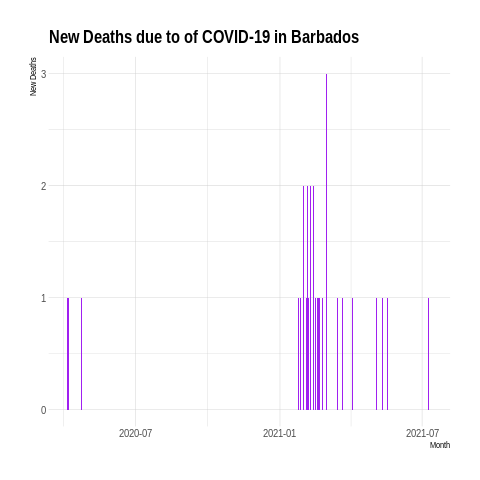 New Deaths due to of COVID-19 in Barbados
New Deaths
3
2
1
0
2020-07 2021-01 2021-07
Month